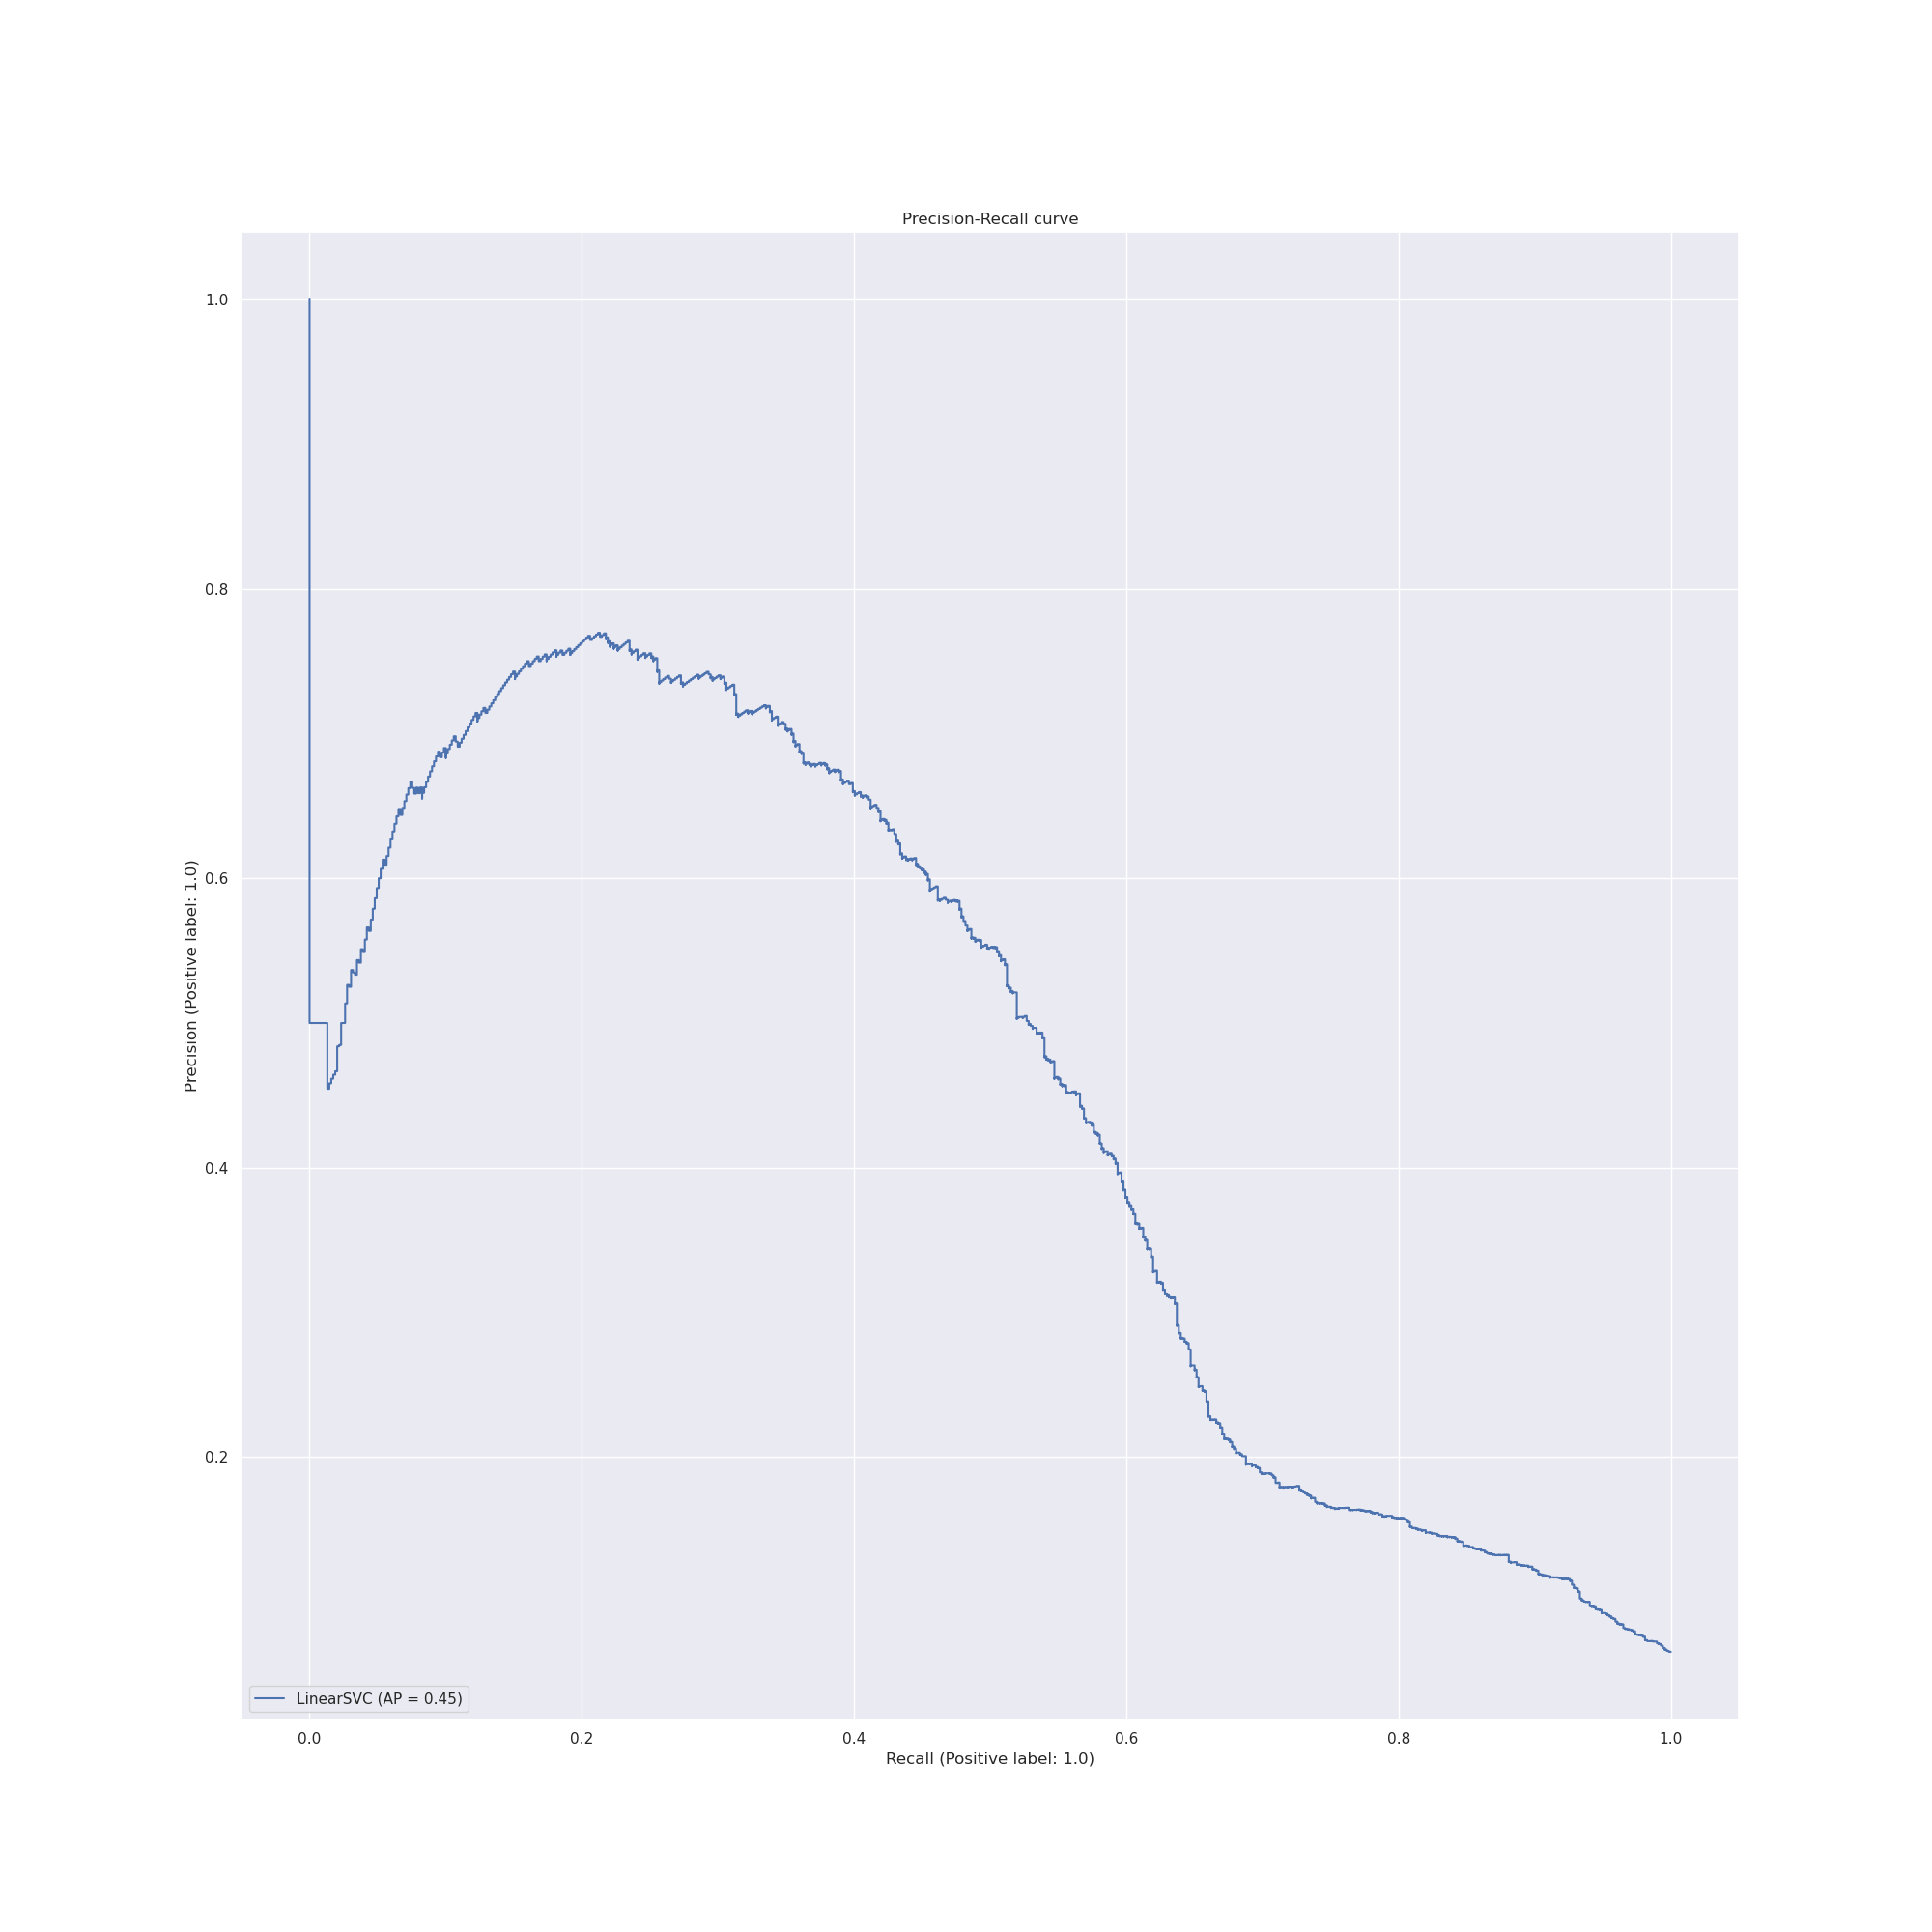 Precision-Recall curve
1.0
0.8
0.6
0.4
0.2
Precision (Positive label: 1.0)
LinearSVC (AP = 0.45)
0.0 0.2 0.4 0.6 0.8 1.0
Recall (Positive label: 1.0)